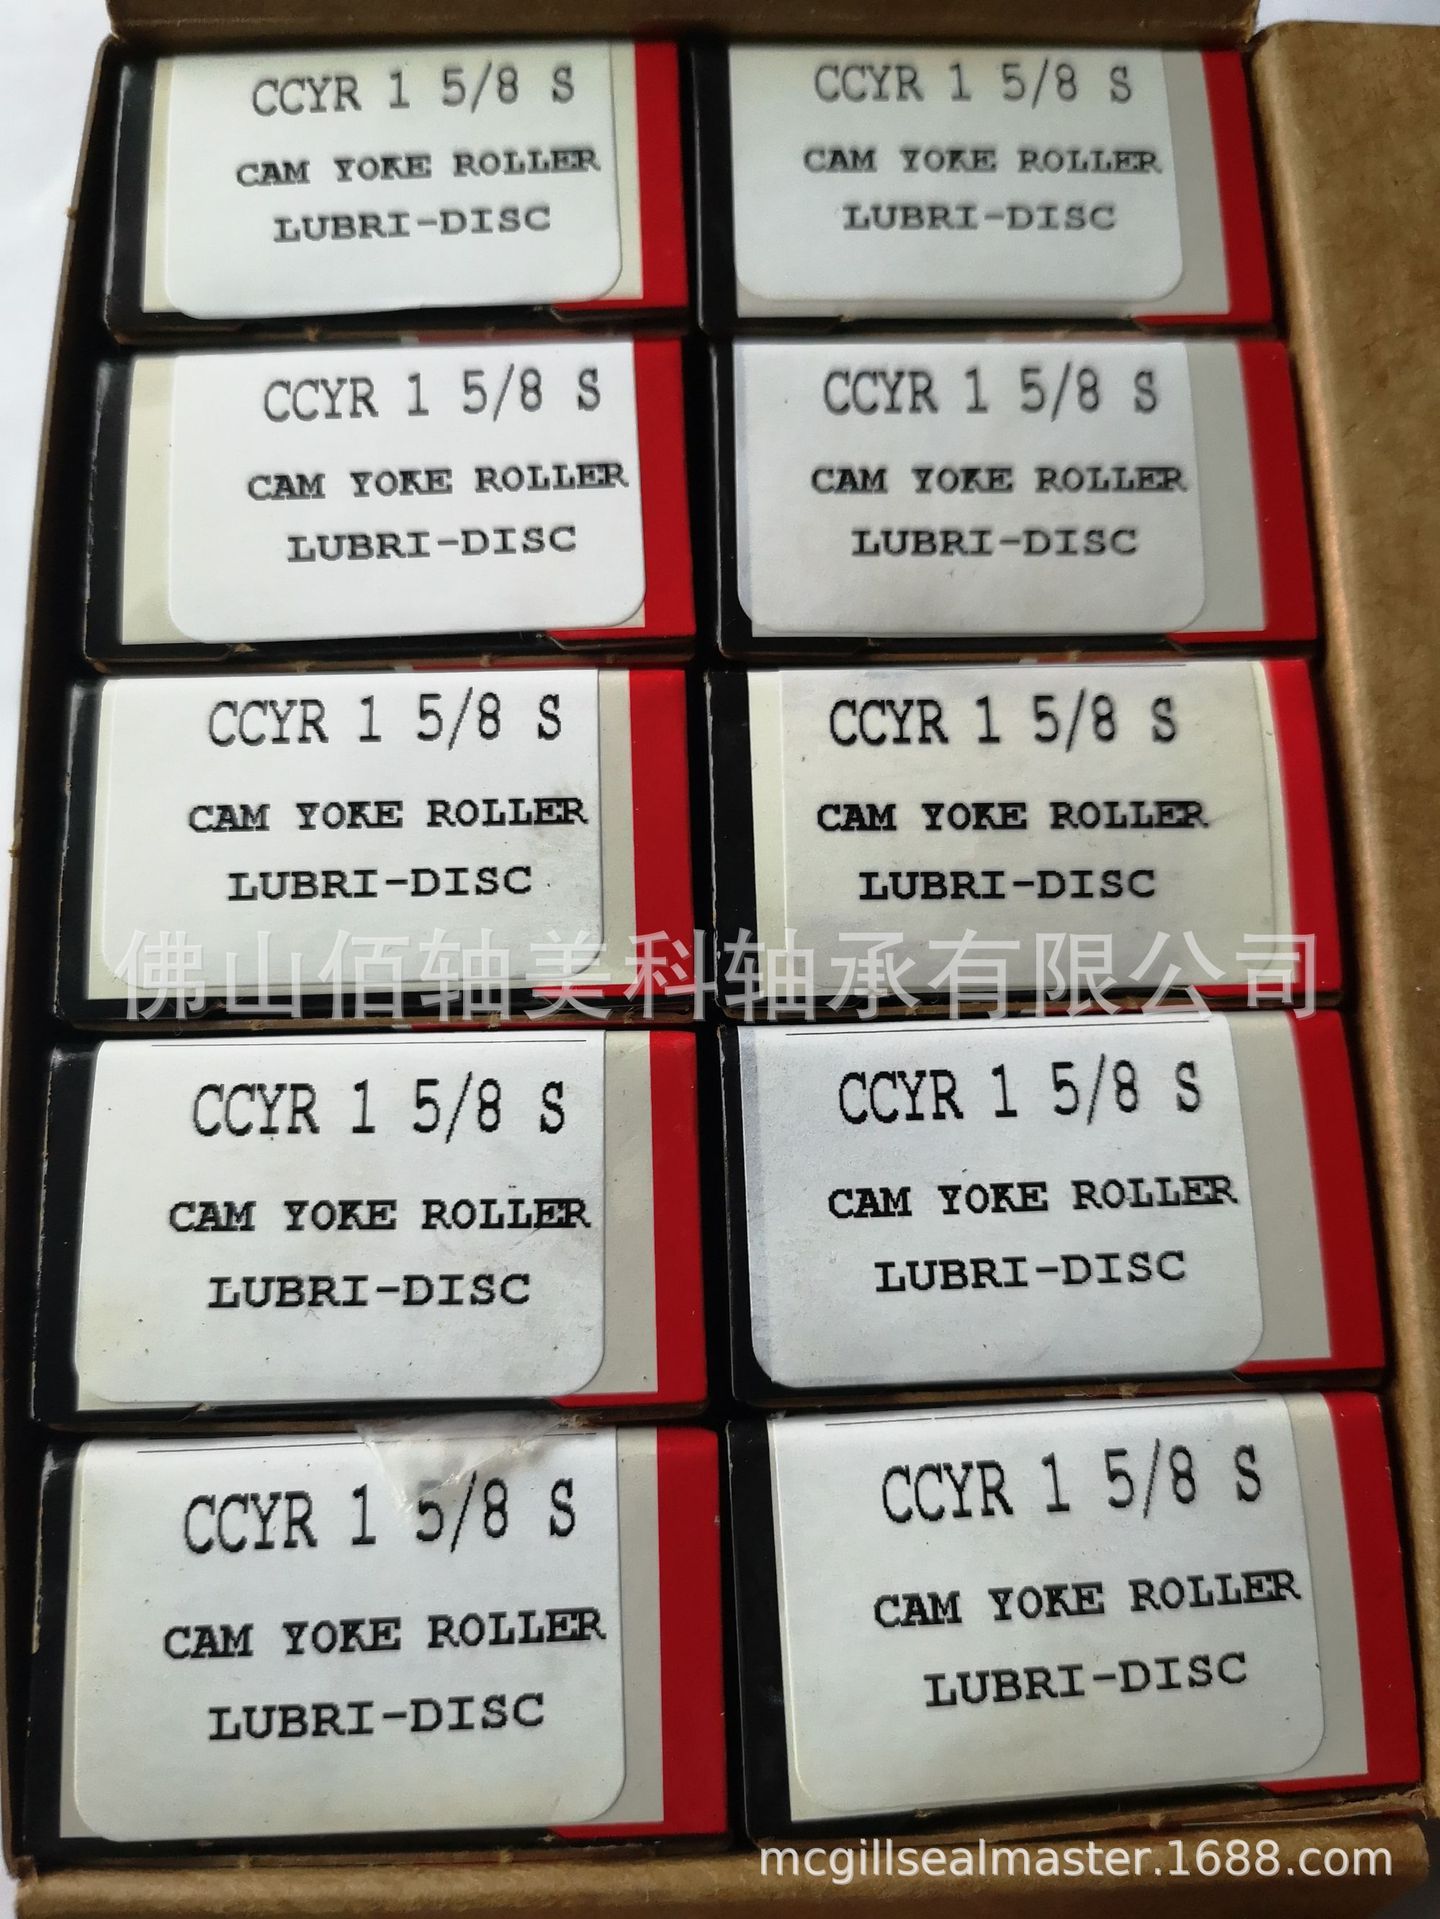 CCYR 1 5/8 S
CAM YOKE ROLLER
LUBRI-DISC
CCYR 1 5/8 S
CAM YOKE ROLLER
LUBRI-DISC
CCYR 1 5/8 S
CAM YOKE ROLLER
LUBRI-DISC
CCYR 1 5/8 S
CAM YOKE ROLLER
LUBRI-DISC
CCYR 1 5/8 S
CAM YOKE ROLLER
LUBRI-DISC
CCYR 1 5/8 S
CAM YOKE ROLLER
LUBRI-DISC
佛山佰轴美科轴承有限公司
CCYR 1 5/8 S
CAM YOKE ROLLER
LUBRI-DISC
CCYR 1 5/8 S
CAM YOKE ROLLER
LUBRI-DISC
CCYR 1 5/8 S
CAM YOKE ROLLER
LUBRI-DISC
CCYR 1 5/8 S
CAM YOKE ROLLER
LUBRI-DISC
mcgillsealmaster.1688.com